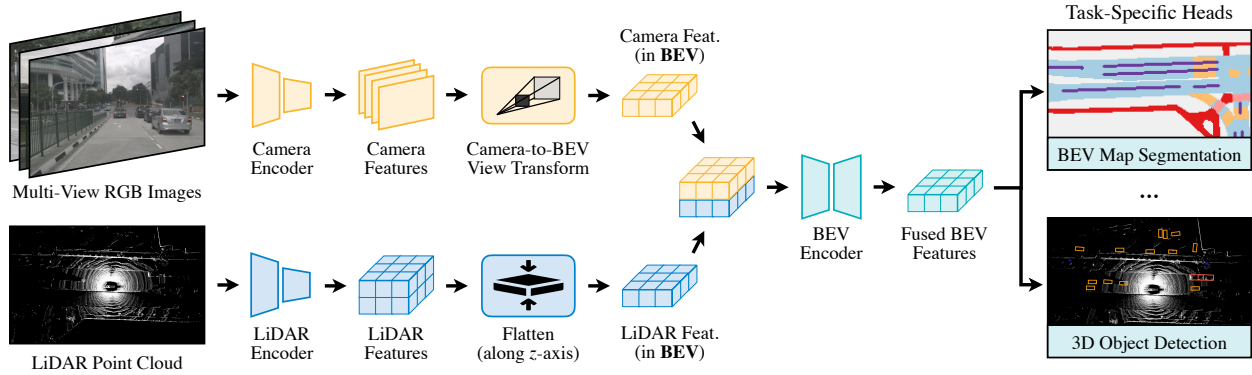 Task-Specific Heads
Camera Feat.
(in BEV)
Camera
Encoder
Camera
Features
Camera-to-BEV
View Transform
Multi-View RGB Images
BEV Map Segmentation
...
BEV
Encoder
Fused BEV
Features
LiDAR
Encoder
LiDAR
Features
Flatten
(along z-axis)
LiDAR Feat.
(in BEV)
LiDAR Point Cloud
3D Object Detection